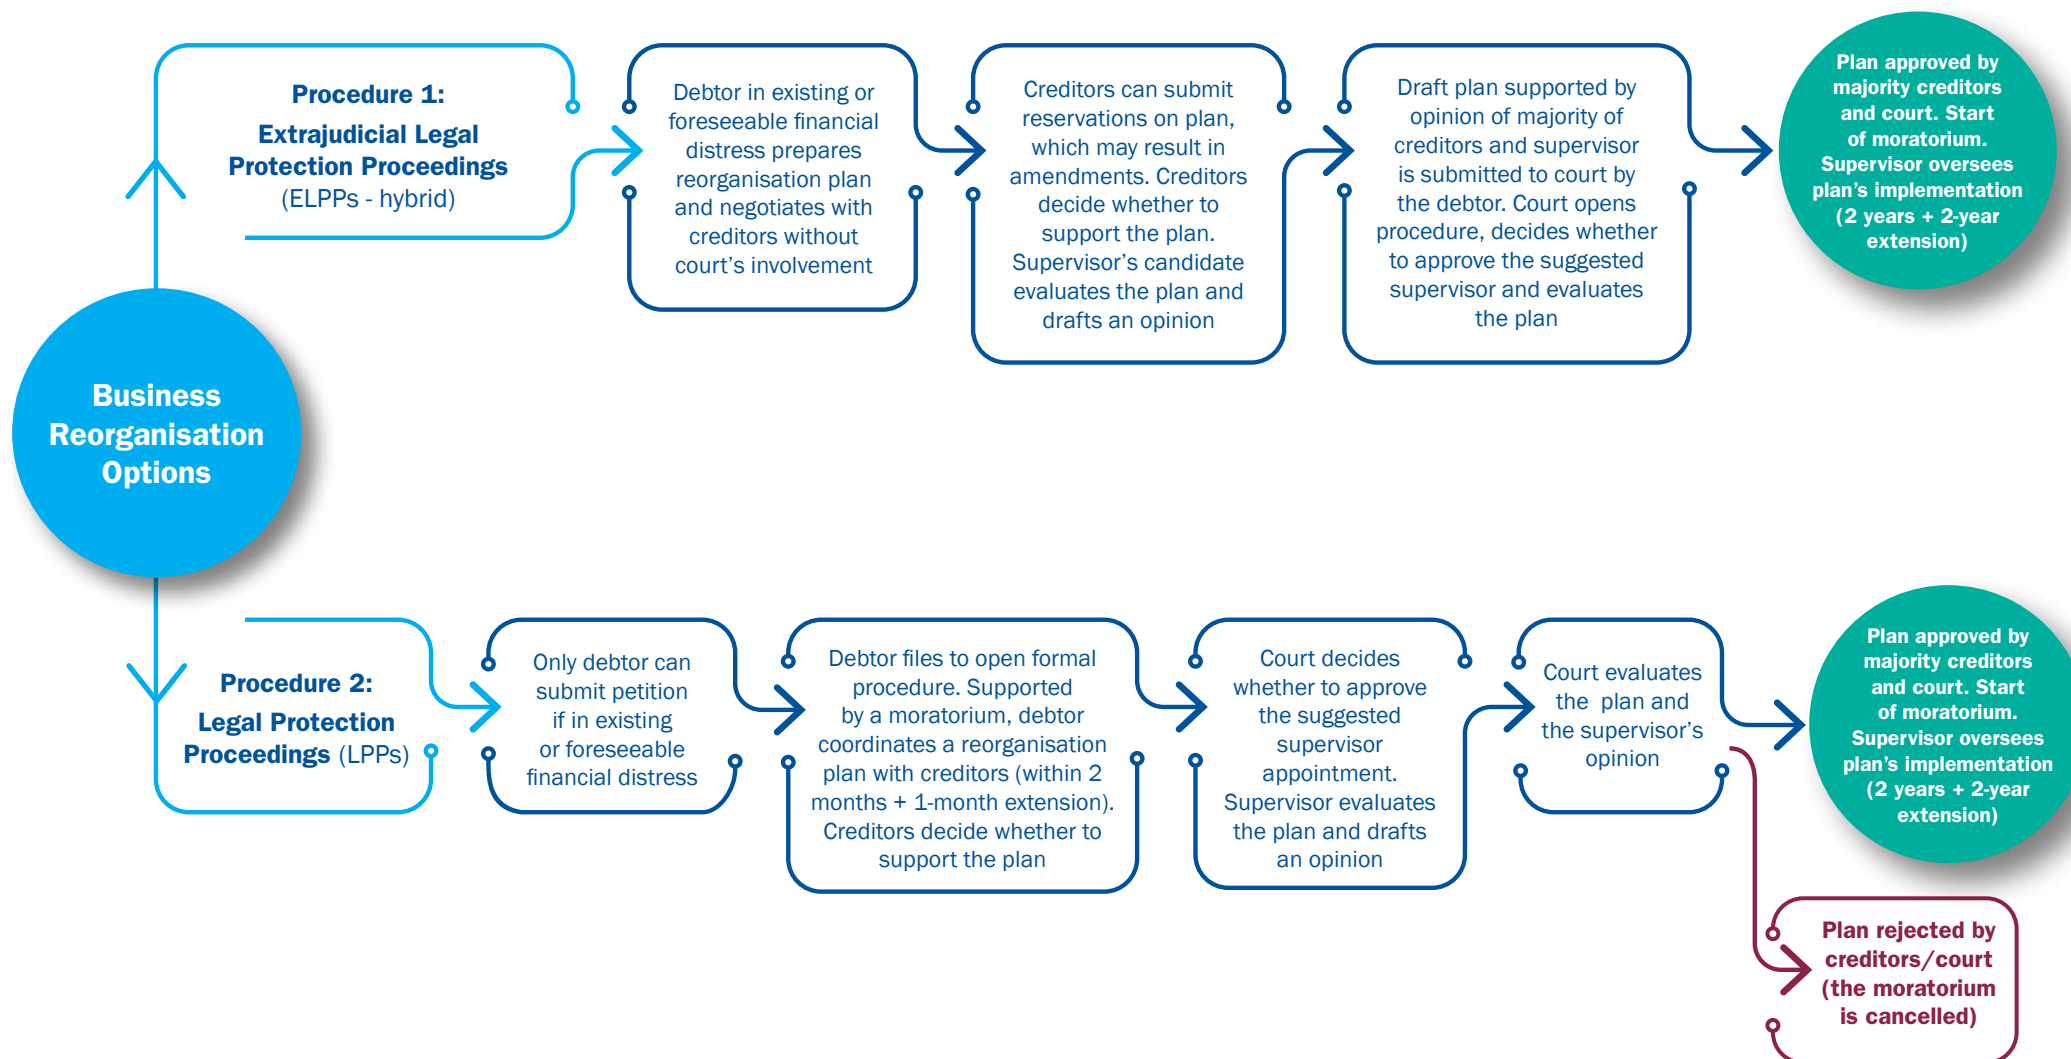 Business
Reorganisation
Options
Procedure 1:
Extrajudicial Legal
Protection Proceedings
(ELPPs - hybrid)
Debtor in existing or
foreseeable financial
distress prepares
reorganisation plan
and negotiates with
creditors without
court's involvement
Creditors can submit
reservations on plan,
which may result in
amendments. Creditors
decide whether to
support the plan.
Supervisor's candidate
evaluates the plan and
drafts an opinion
Draft plan supported by
opinion of majority of
creditors and supervisor
is submitted to court by
the debtor. Court opens
procedure, decides whether
to approve the suggested
supervisor and evaluates
the plan
Plan approved by
majority creditors
and court. Start
of moratorium.
Supervisor oversees
plan's implementation
(2 years + 2-year
extension)
Procedure 2:
Legal Protection
Proceedings (LPPs)
Only debtor can
submit petition
if in existing
or foreseeable
financial distress
Debtor files to open formal
procedure. Supported
by a moratorium, debtor
coordinates a reorganisation
plan with creditors (within 2
months + 1-month extension).
Creditors decide whether to
support the plan
Court decides
whether to approve
the suggested
supervisor
appointment.
Supervisor evaluates
the plan and drafts
an opinion
Court evaluates
the plan and
the supervisor's
opinion
Plan approved by
majority creditors
and court. Start
of moratorium.
Supervisor oversees
plan's implementation
(2 years + 2-year
extension)
Plan rejected by
creditors/court
(the moratorium
is cancelled)